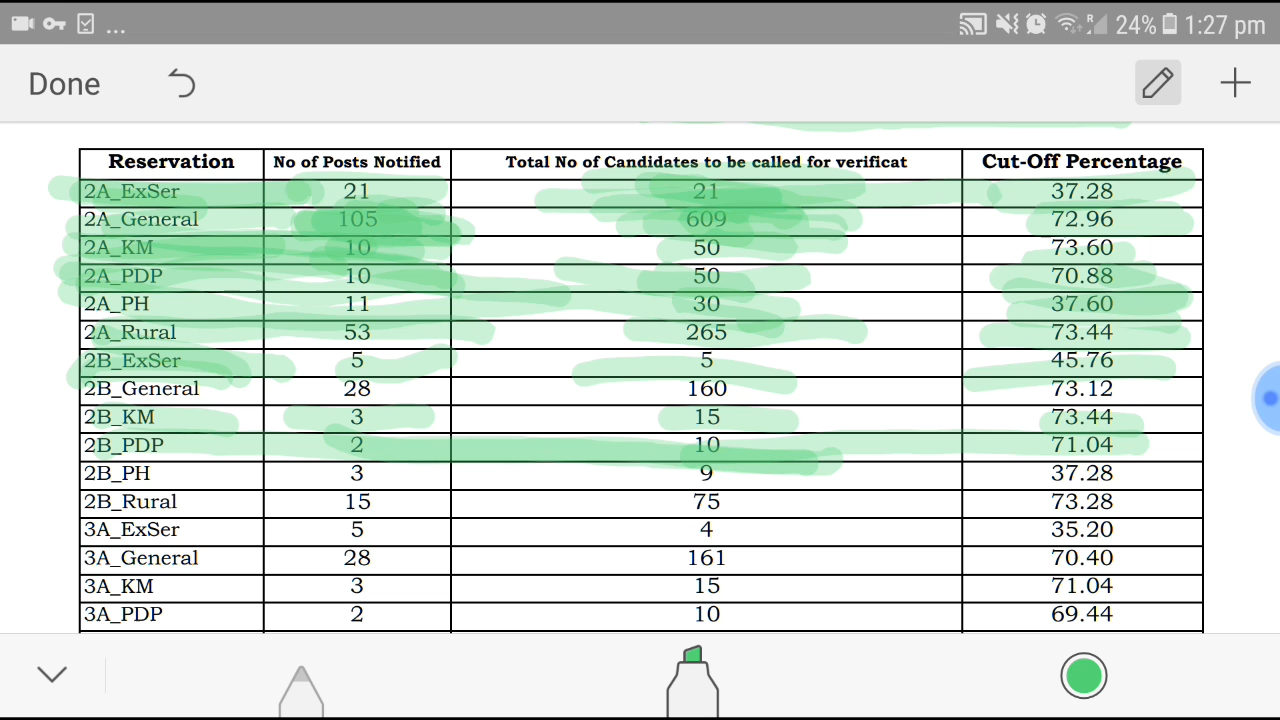 ... 24% 1:27 pm
Done
Reservation No of Posts Notified Total No of Candidates to be called for verificat Cut-Off Percentage
2A_ExSer 21 21 37.28
2A_General 105 609 72.96
2A_KM 10 50 73.60
2A_PDP 10 50 70.88
2A_PH 11 30 37.60
2A_Rural 53 265 73.44
2B_ExSer 5 5 45.76
2B_General 28 160 73.12
2B_KM 3 15 73.44
2B_PDP 2 10 71.04
2B_PH 3 9 37.28
2B_Rural 15 75 73.28
3A_ExSer 5 4 35.20
3A_General 28 161 70.40
3A_KM 3 15 71.04
3A_PDP 2 10 69.44